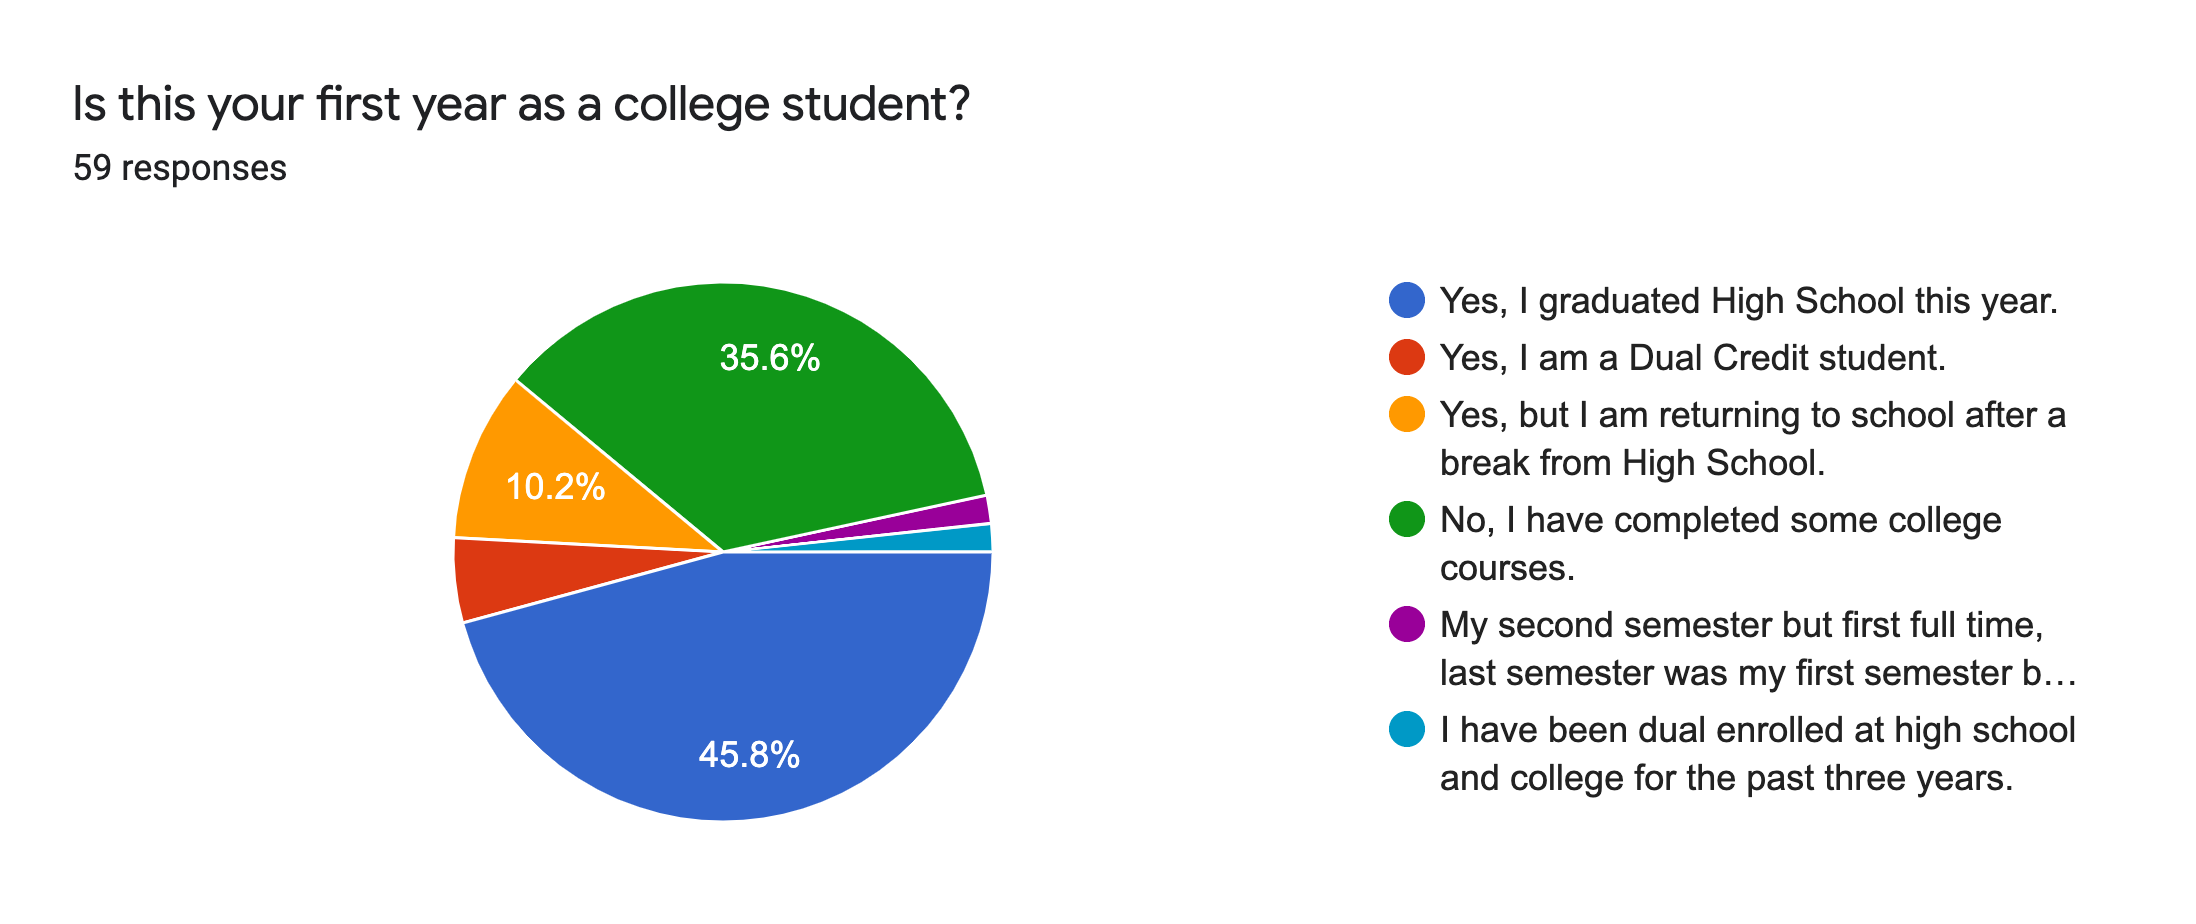 Is this your first year as a college student?
59 responses
35.6%
10.2%
45.8%
Yes, I graduated High School this year.
Yes, I am a Dual Credit student.
Yes, but I am returning to school after a
break from High School.
No, I have completed some college
courses.
My second semester but first full time,
last semester was my first semester b…
I have been dual enrolled at high school
and college for the past three years.